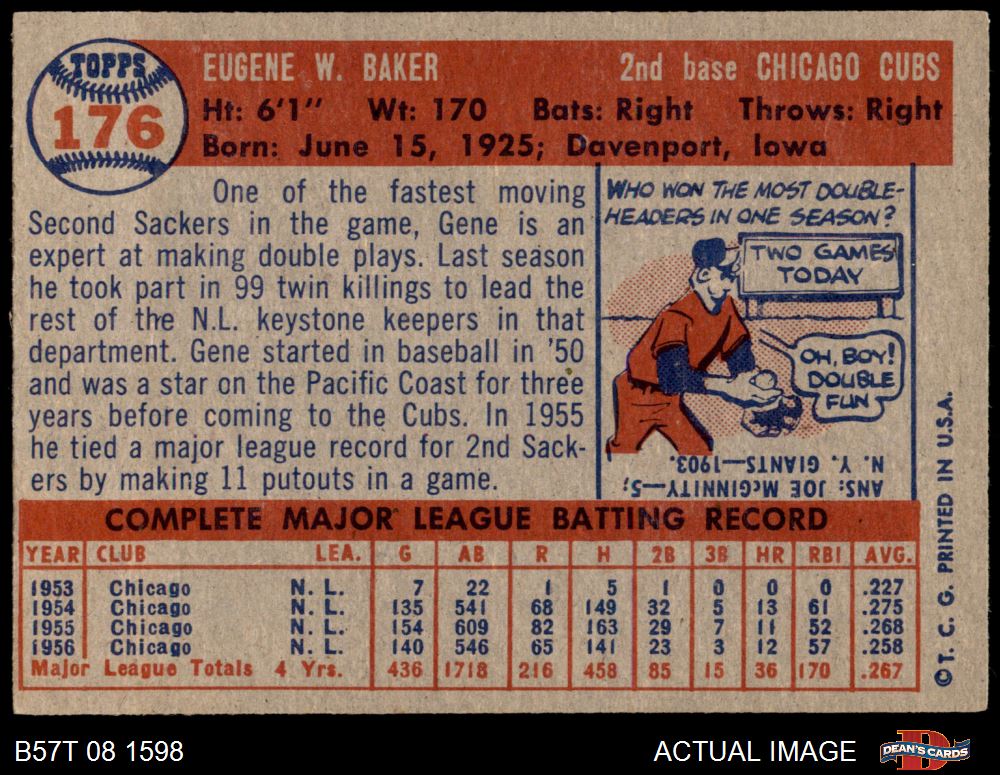 TOPPS
176
EUGENE W. BAKER 2nd base CHICAGO CUBS
Ht: 6'1" Wt: 170 Bats: Right Throws: Right
Born: June 15, 1925; Davenport, Iowa
One of the fastest moving
Second Sackers in the game, Gene is an
expert at making double plays. Last season
he took part in 99 twin killings to lead the
rest of the N.L. keystone keepers in that
department. Gene started in baseball in '50
and was a star on the Pacific Coast for three
years before coming to the Cubs. In 1955
he tied a major league record for 2nd Sack-
ers by making 11 putouts in a game.
WHO WON THE MOST DOUBLE-
HEADERS IN ONE SEASON?
TWO GAMES
TODAY
OH, BOY!
DOUBLE
FUN
ANS: JOE McGINNITY—5;
N. Y. GIANTS—1903.
COMPLETE MAJOR LEAGUE BATTING RECORD
YEAR CLUB LEA. G AB R H 2B 3B HR RBI AVG.
1953 Chicago N. L. 7 22 1 5 1 0 0 0 .227
1954 Chicago N. L. 135 541 68 149 32 5 13 61 .275
1955 Chicago N. L. 154 609 82 163 29 7 11 52 .268
1956 Chicago N. L. 140 546 65 141 23 3 12 57 .258
Major League Totals 4 Yrs. 436 1718 216 458 85 15 36 170 .267
© T. C. G. PRINTED IN U.S.A.
B57T 08 1598 ACTUAL IMAGE
D
DEAN'S CARDS